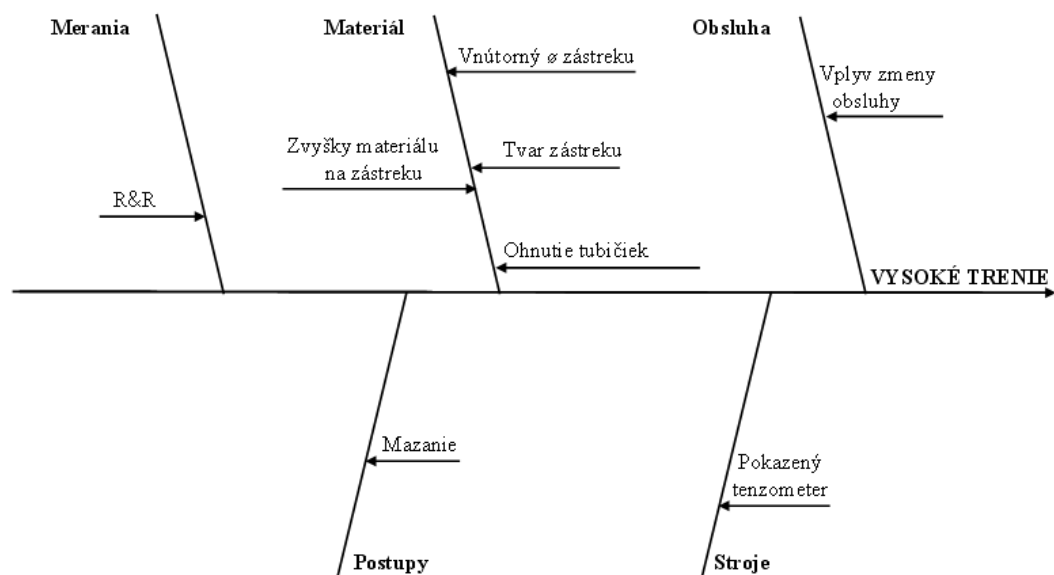 Merania
Materiál
Obsluha
Vnútorný ø zástreku
Vplyv zmeny
obsluhy
Zvyšky materiálu
na zástreku
Tvar zástreku
R&R
Ohnutie tubičiek
VYSOKÉ TRENIE
Mazanie
Pokazený
tenzometer
Postupy
Stroje